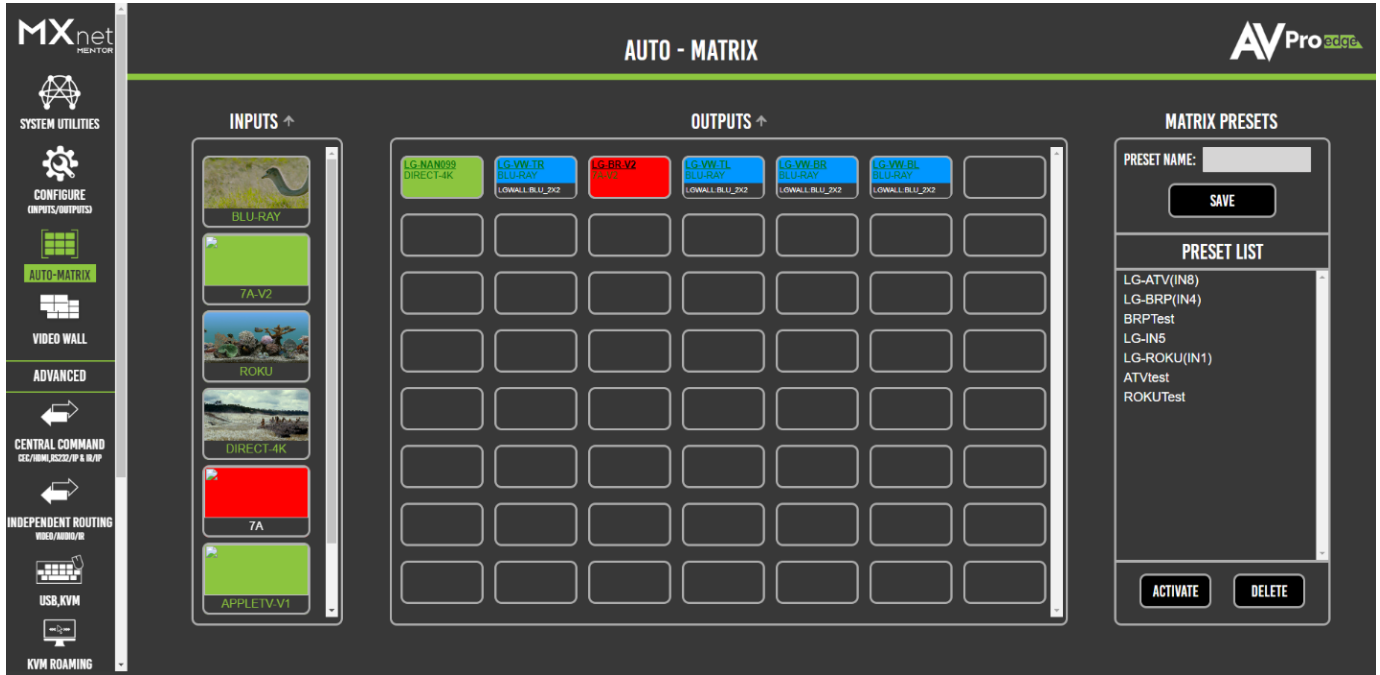 MXnet
MENTOR
SYSTEM UTILITIES
CONFIGURE
(INPUTS/OUTPUTS)
AUTO-MATRIX
VIDEO WALL
ADVANCED
CENTRAL COMMAND
CEC/HDMI,RS232/IP & IR/IP
INDEPENDENT ROUTING
VIDEO/AUDIO/IR
USB,KVM
KVM ROAMING
AUTO - MATRIX
AVPro edge
INPUTS ↑
BLU-RAY
7A-V2
ROKU
DIRECT-4K
7A
APPLETV-V1
OUTPUTS ↑
LG-NAN099
DIRECT-4K
LG-VW-TR
BLU-RAY
LGWALL:BLU_2X2
LG-BR-V2
7A-V2
LG-VW-TL
BLU-RAY
LGWALL:BLU_2X2
LG-VW-BR
BLU-RAY
LGWALL:BLU_2X2
LG-VW-BL
BLU-RAY
LGWALL:BLU_2X2
MATRIX PRESETS
PRESET NAME:
SAVE
PRESET LIST
LG-ATV(IN8)
LG-BRP(IN4)
BRPTest
LG-IN5
LG-ROKU(IN1)
ATVtest
ROKUTest
ACTIVATE
DELETE